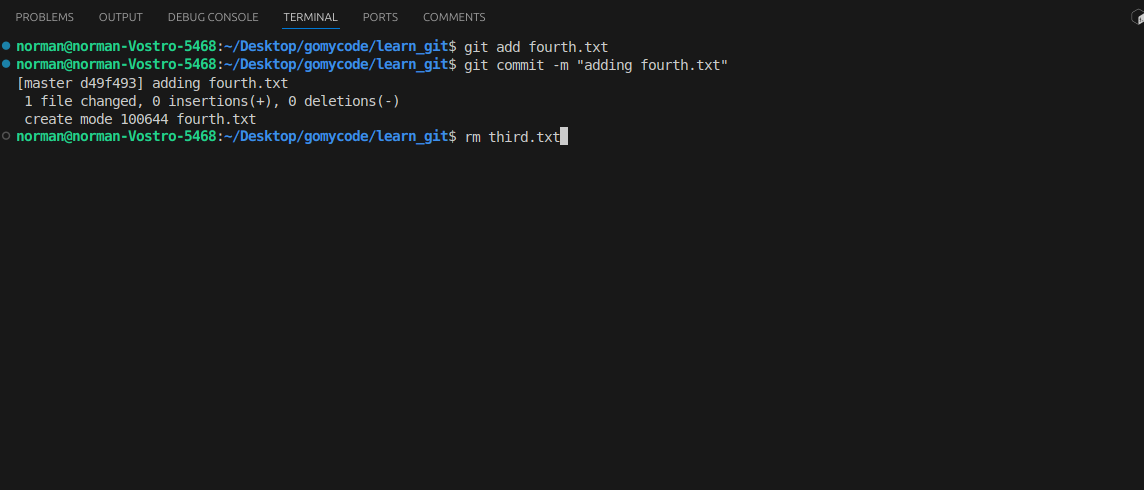 PROBLEMS OUTPUT DEBUG CONSOLE TERMINAL PORTS COMMENTS
norman@norman-Vostro-5468:~/Desktop/gomycode/learn_git$ git add fourth.txt
norman@norman-Vostro-5468:~/Desktop/gomycode/learn_git$ git commit -m "adding fourth.txt"
[master d49f493] adding fourth.txt
 1 file changed, 0 insertions(+), 0 deletions(-)
 create mode 100644 fourth.txt
norman@norman-Vostro-5468:~/Desktop/gomycode/learn_git$ rm third.txt